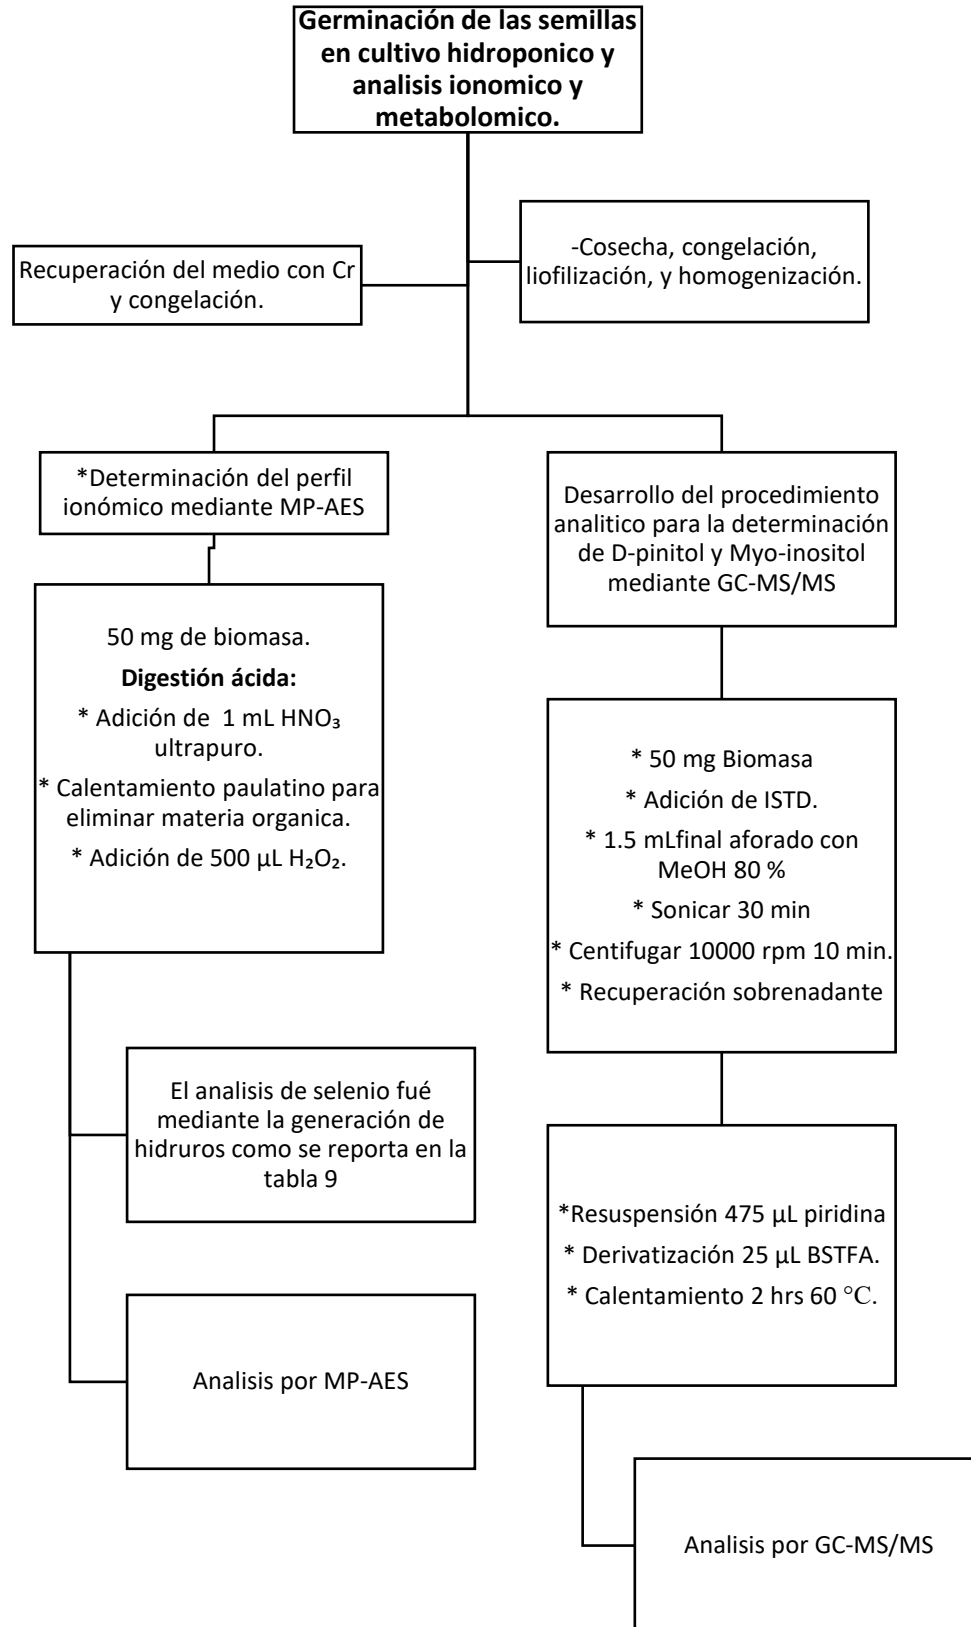 Germinación de las semillas
en cultivo hidroponico y
analisis ionomico y
metabolomico.
Recuperación del medio con Cr
y congelación.
-Cosecha, congelación,
liofilización, y homogenización.
*Determinación del perfil
ionómico mediante MP-AES
Desarrollo del procedimiento
analitico para la determinación
de D-pinitol y Myo-inositol
mediante GC-MS/MS
50 mg de biomasa.
Digestión ácida:
* Adición de 1 mL HNO₃
ultrapuro.
* Calentamiento paulatino para
eliminar materia organica.
* Adición de 500 µL H₂O₂.
* 50 mg Biomasa
* Adición de ISTD.
* 1.5 mLfinal aforado con
MeOH 80 %
* Sonicar 30 min
* Centifugar 10000 rpm 10 min.
* Recuperación sobrenadante
El analisis de selenio fué
mediante la generación de
hidruros como se reporta en la
tabla 9
*Resuspensión 475 µL piridina
* Derivatización 25 µL BSTFA.
* Calentamiento 2 hrs 60 °C.
Analisis por MP-AES
Analisis por GC-MS/MS